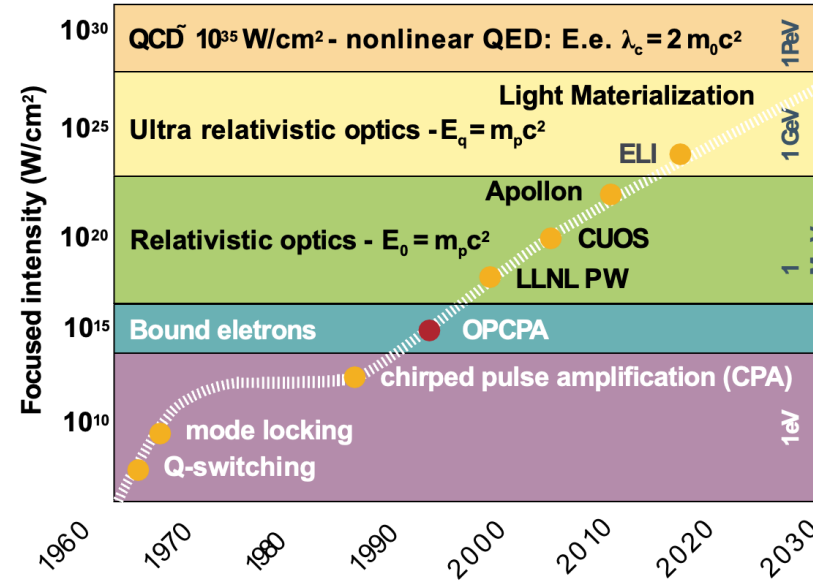 Focused intensity (W/cm²)
10³⁰
10²⁵
10²⁰
10¹⁵
10¹⁰
QCD˜ 10³⁵ W/cm² - nonlinear QED: E.e. λc = 2 m₀c²
1PeV
Light Materialization
Ultra relativistic optics - Eq = mpc²
1GeV
ELI
Apollon
Relativistic optics - E₀ = mpc²
CUOS
1
LLNL PW
Bound eletrons
OPCPA
chirped pulse amplification (CPA)
mode locking
1eV
Q-switching
1960
1970
1980
1990
2000
2010
2020
2030